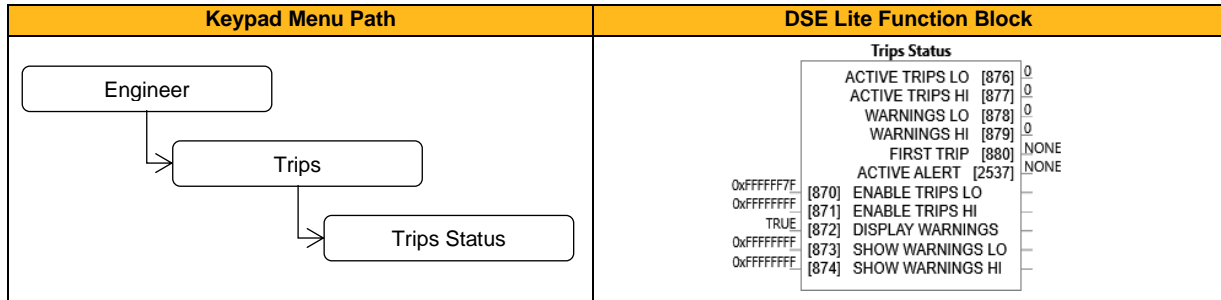 Keypad Menu Path
DSE Lite Function Block
Engineer
Trips
Trips Status
Trips Status
ACTIVE TRIPS LO [876] 0
ACTIVE TRIPS HI [877] 0
WARNINGS LO [878] 0
WARNINGS HI [879] 0
FIRST TRIP [880] NONE
ACTIVE ALERT [2537] NONE
0xFFFFFF7F [870] ENABLE TRIPS LO
0xFFFFFFFF [871] ENABLE TRIPS HI
TRUE [872] DISPLAY WARNINGS
0xFFFFFFFF [873] SHOW WARNINGS LO
0xFFFFFFFF [874] SHOW WARNINGS HI